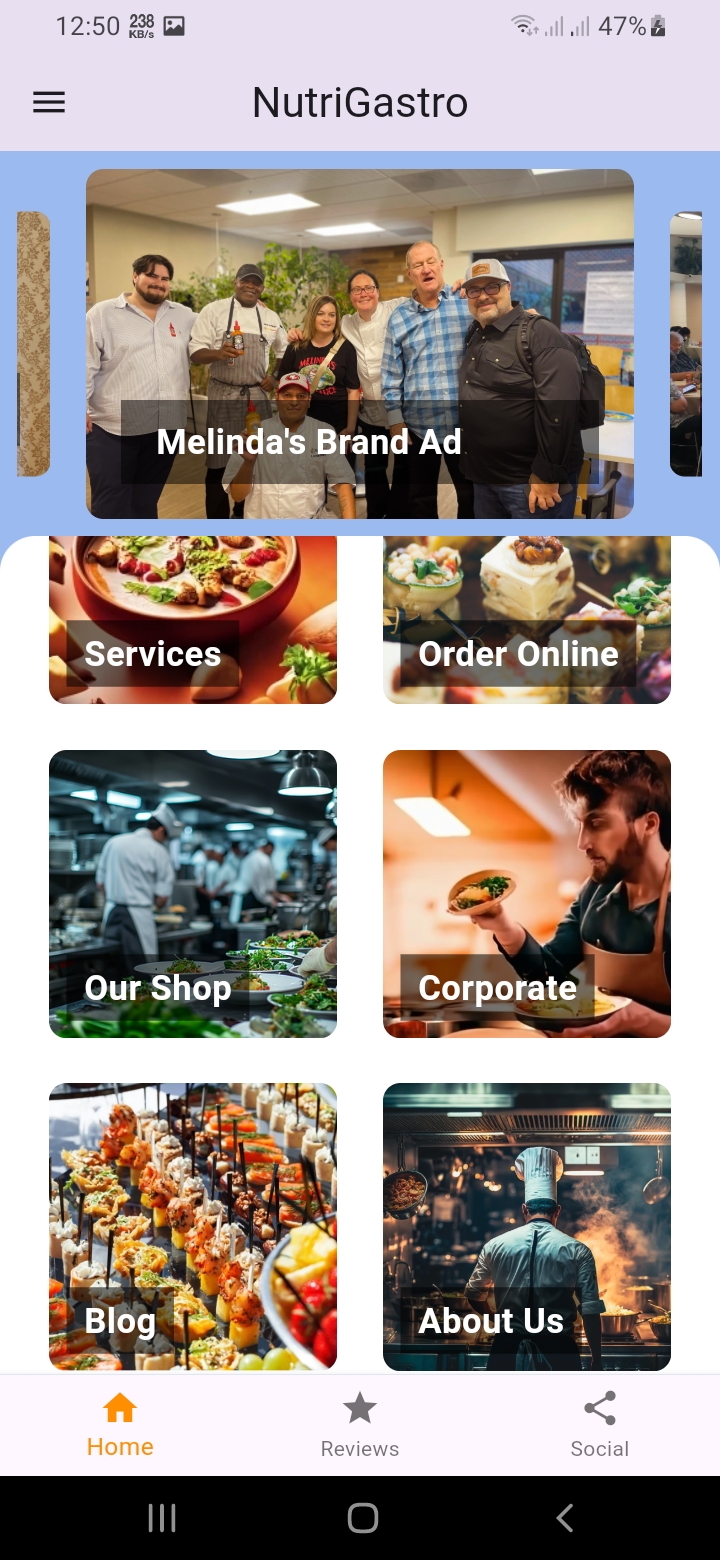 12:50 238 KB/s 47%
NutriGastro
MELINDA'S
Melinda's Brand Ad
Services
Order Online
Our Shop
Corporate
Blog
About Us
Home
Reviews
Social